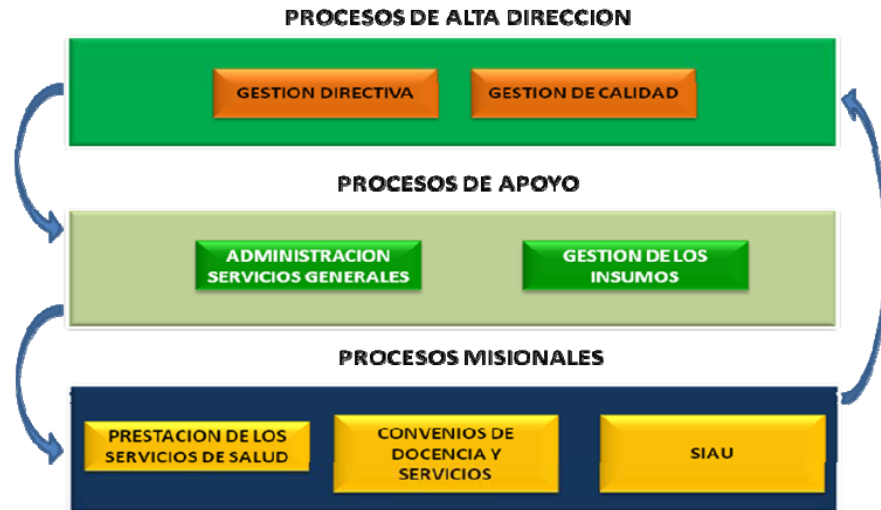 PROCESOS DE ALTA DIRECCION
GESTION DIRECTIVA
GESTION DE CALIDAD
PROCESOS DE APOYO
ADMINISTRACION
SERVICIOS GENERALES
GESTION DE LOS
INSUMOS
PROCESOS MISIONALES
PRESTACION DE LOS
SERVICIOS DE SALUD
CONVENIOS DE
DOCENCIA Y
SERVICIOS
SIAU